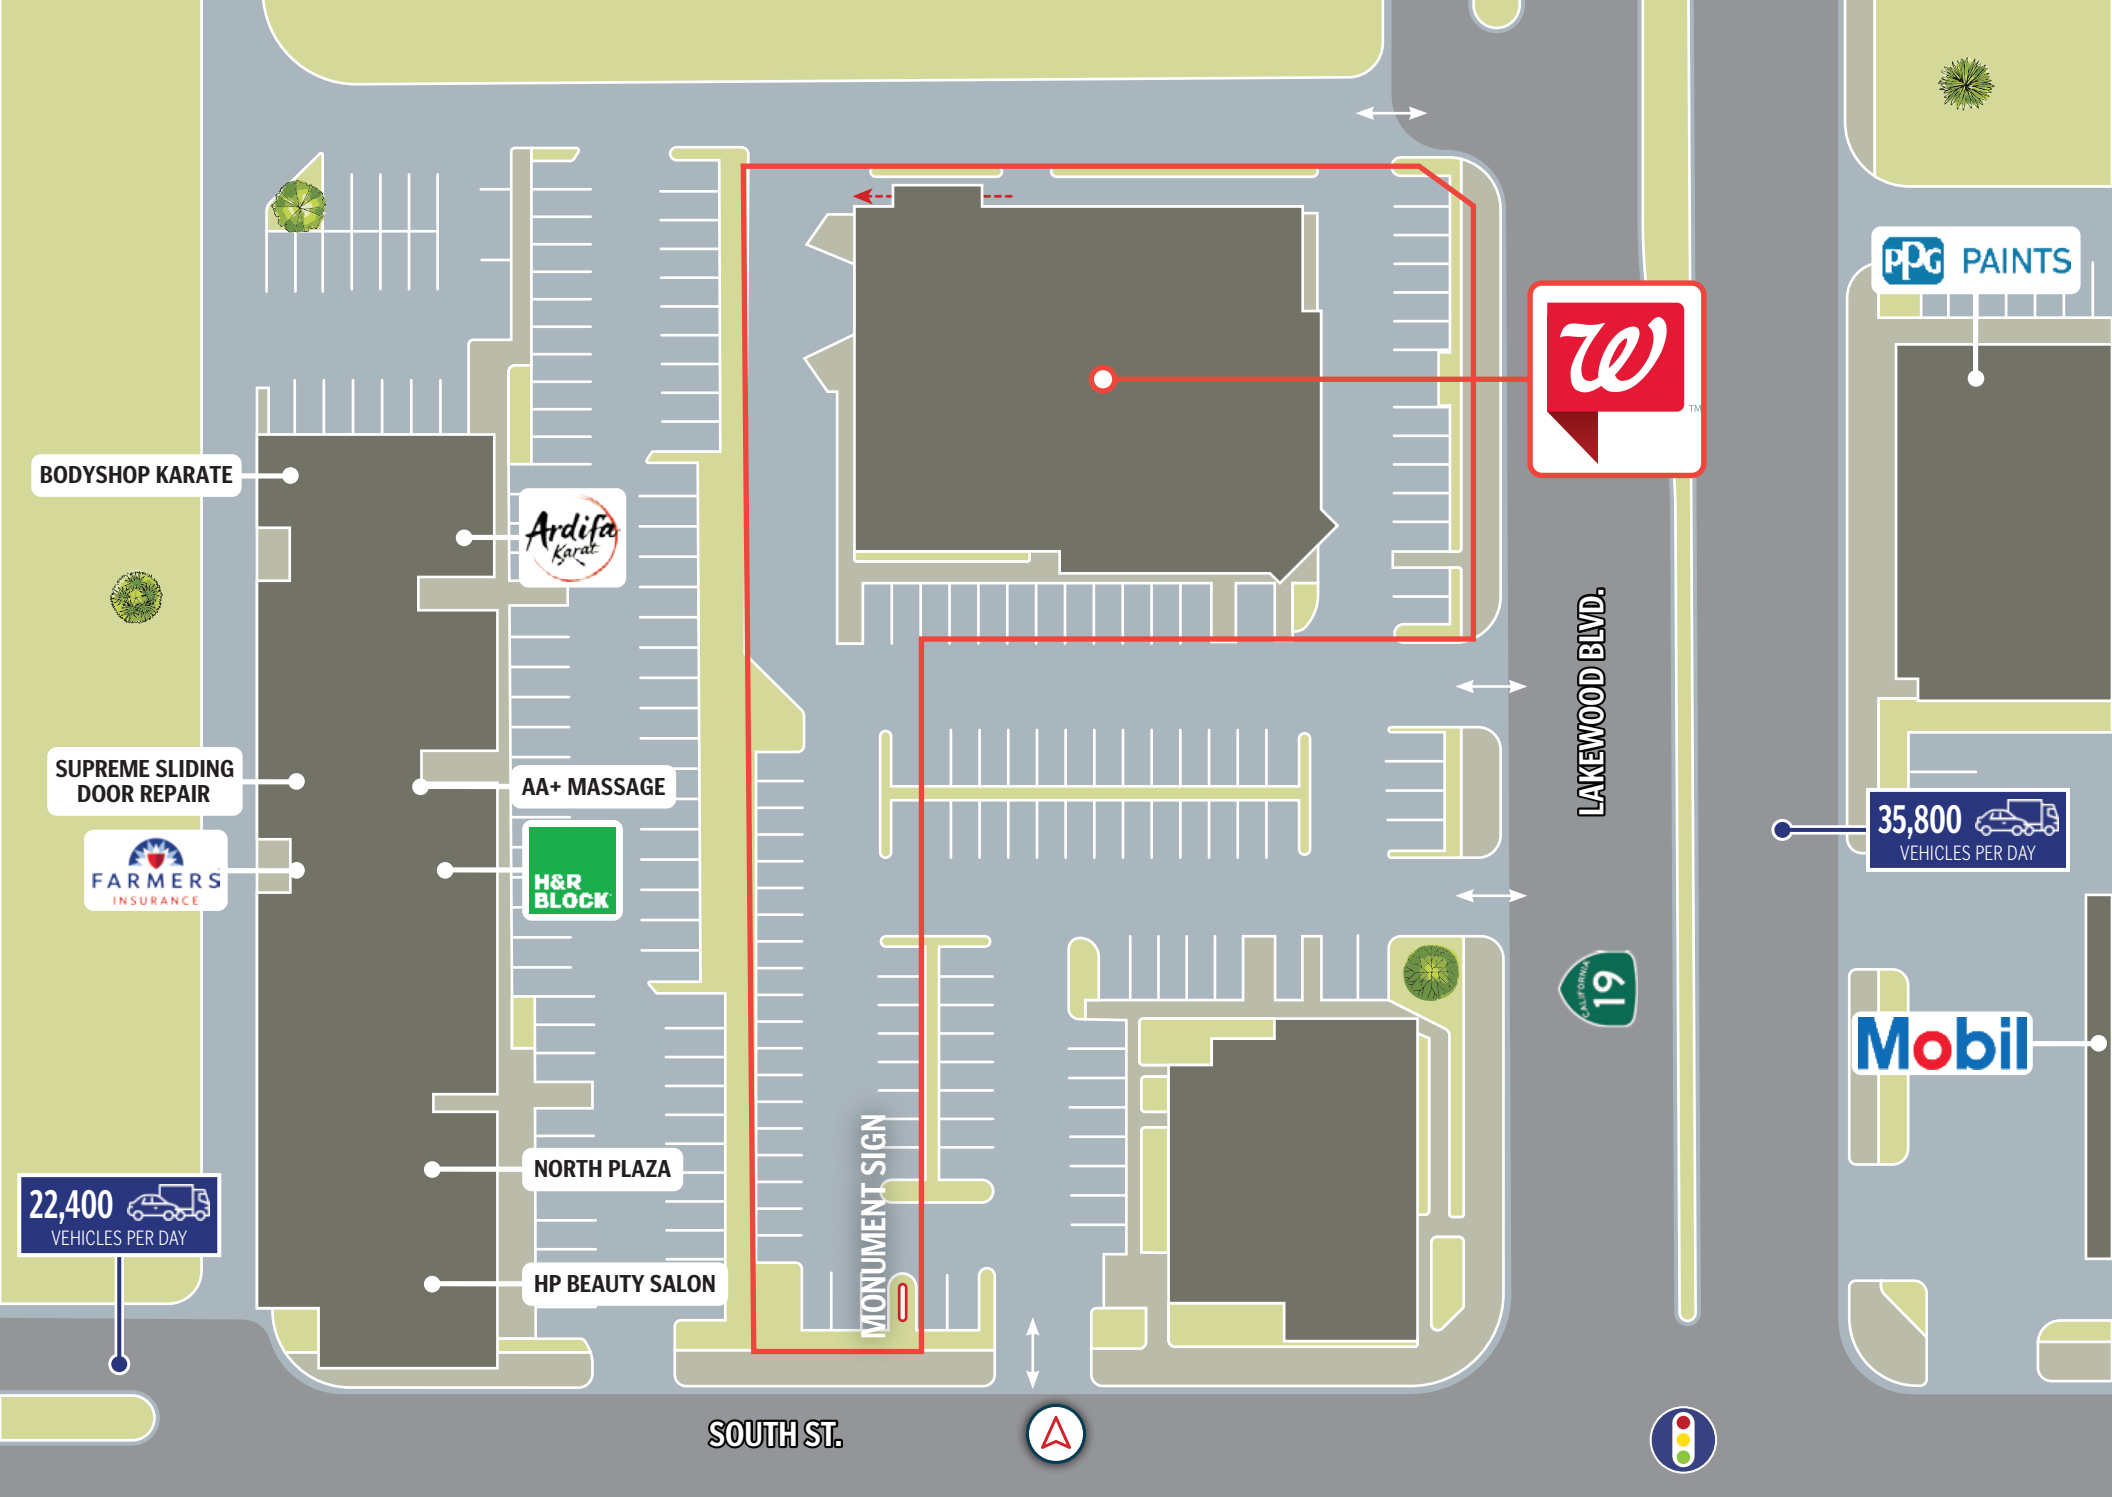 PPG PAINTS
W
TM
BODYSHOP KARATE
Ardifa
Karat
LAKEWOOD BLVD.
SUPREME SLIDING
DOOR REPAIR
AA+ MASSAGE
35,800
VEHICLES PER DAY
FARMERS
INSURANCE
H&R
BLOCK
CALIFORNIA
19
Mobil
MONUMENT SIGN
NORTH PLAZA
22,400
VEHICLES PER DAY
HP BEAUTY SALON
SOUTH ST.